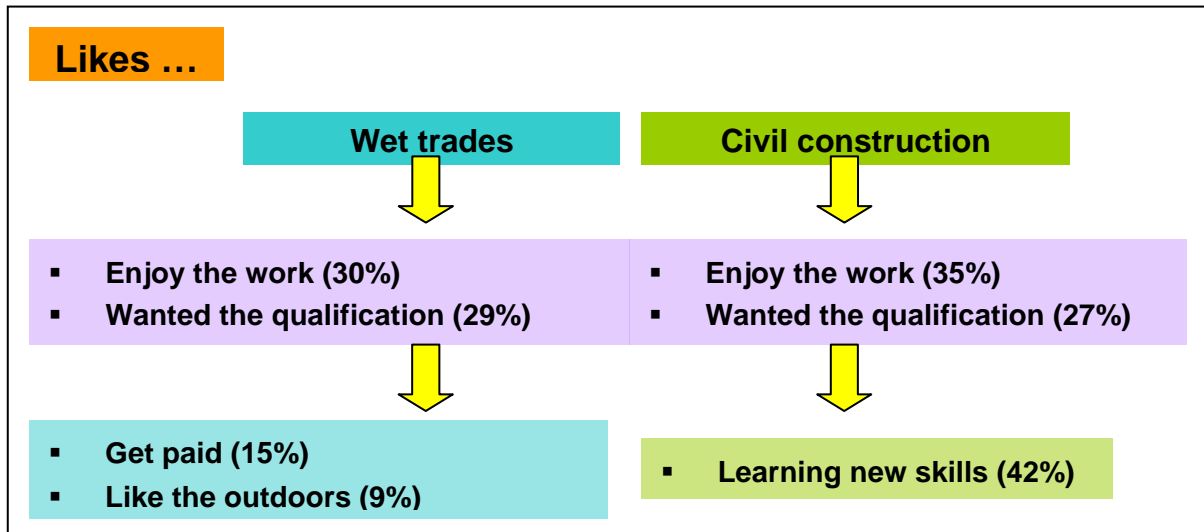 Likes …
Wet trades
Civil construction
▪ Enjoy the work (30%)
▪ Wanted the qualification (29%)
▪ Enjoy the work (35%)
▪ Wanted the qualification (27%)
▪ Get paid (15%)
▪ Like the outdoors (9%)
▪ Learning new skills (42%)